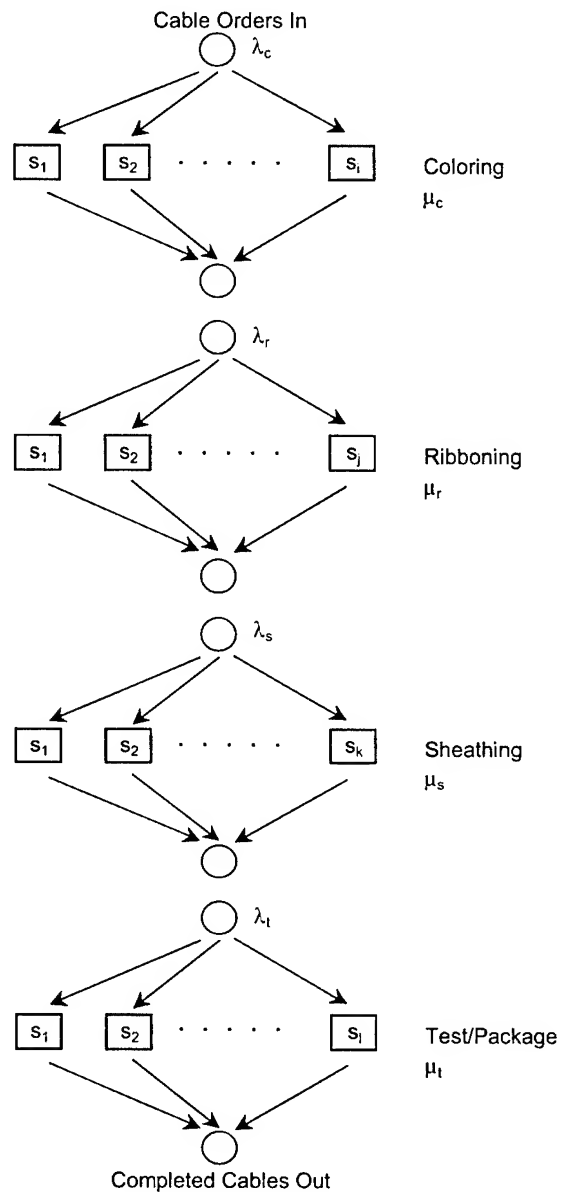 Cable Orders In
λc
s1 s2 . . . . . si Coloring
μc
λr
s1 s2 . . . . . sj Ribboning
μr
λs
s1 s2 . . . . . sk Sheathing
μs
λt
s1 s2 . . . . . sl Test/Package
μt
Completed Cables Out